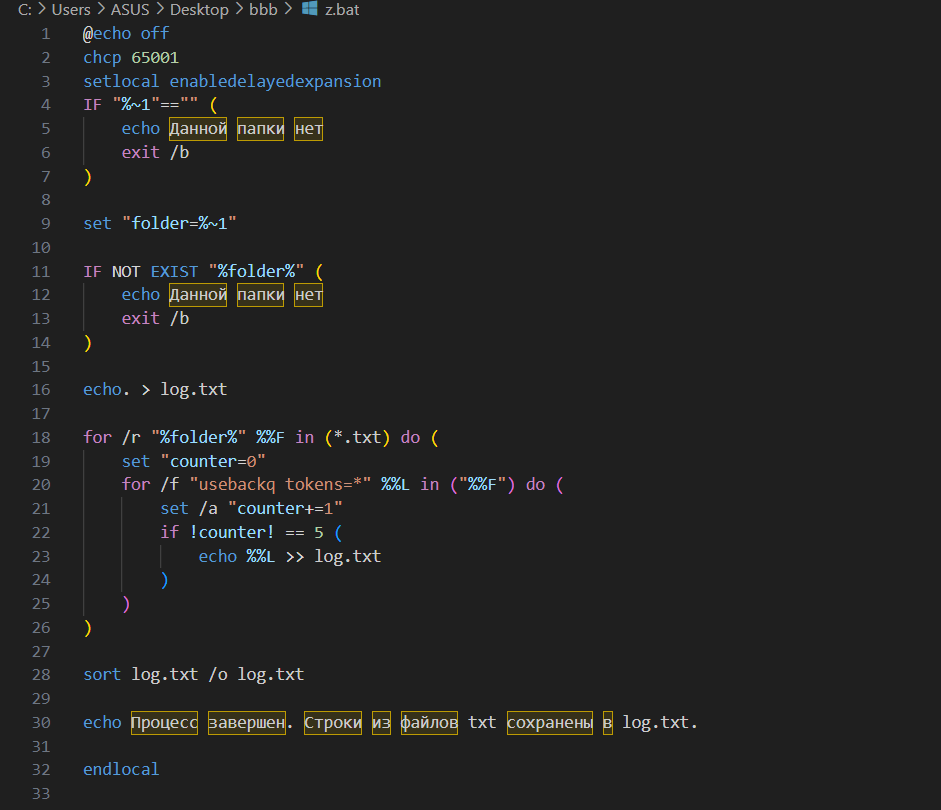 C: > Users > ASUS > Desktop > bbb > z.bat
1 @echo off
2 chcp 65001
3 setlocal enabledelayedexpansion
4 IF "%~1"=="" (
5 echo Данной папки нет
6 exit /b
7 )
8
9 set "folder=%~1"
10
11 IF NOT EXIST "%folder%" (
12 echo Данной папки нет
13 exit /b
14 )
15
16 echo. > log.txt
17
18 for /r "%folder%" %%F in (*.txt) do (
19 set "counter=0"
20 for /f "usebackq tokens=*" %%L in ("%%F") do (
21 set /a "counter+=1"
22 if !counter! == 5 (
23 echo %%L >> log.txt
24 )
25 )
26 )
27
28 sort log.txt /o log.txt
29
30 echo Процесс завершен. Строки из файлов txt сохранены в log.txt.
31
32 endlocal
33